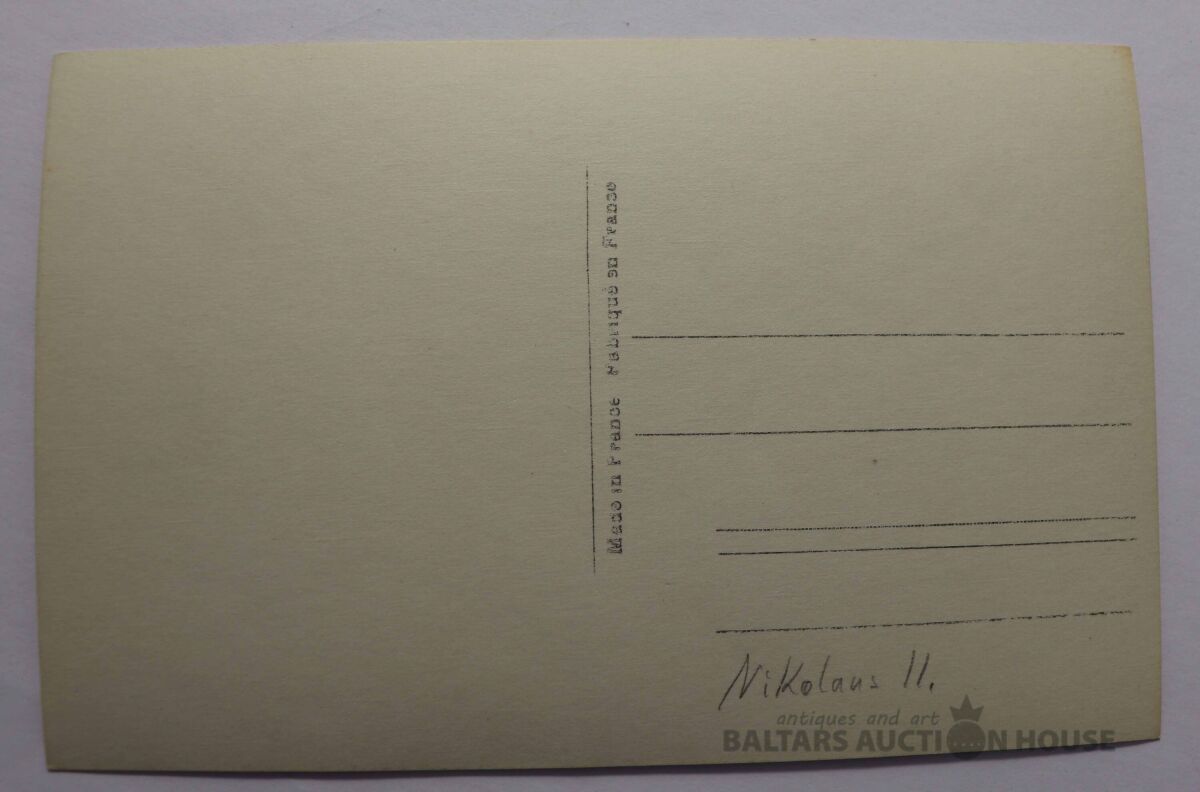 Made in France Fabriqué en France
Nikolaus II.
antiques and art
BALTARS AUCTION HOUSE